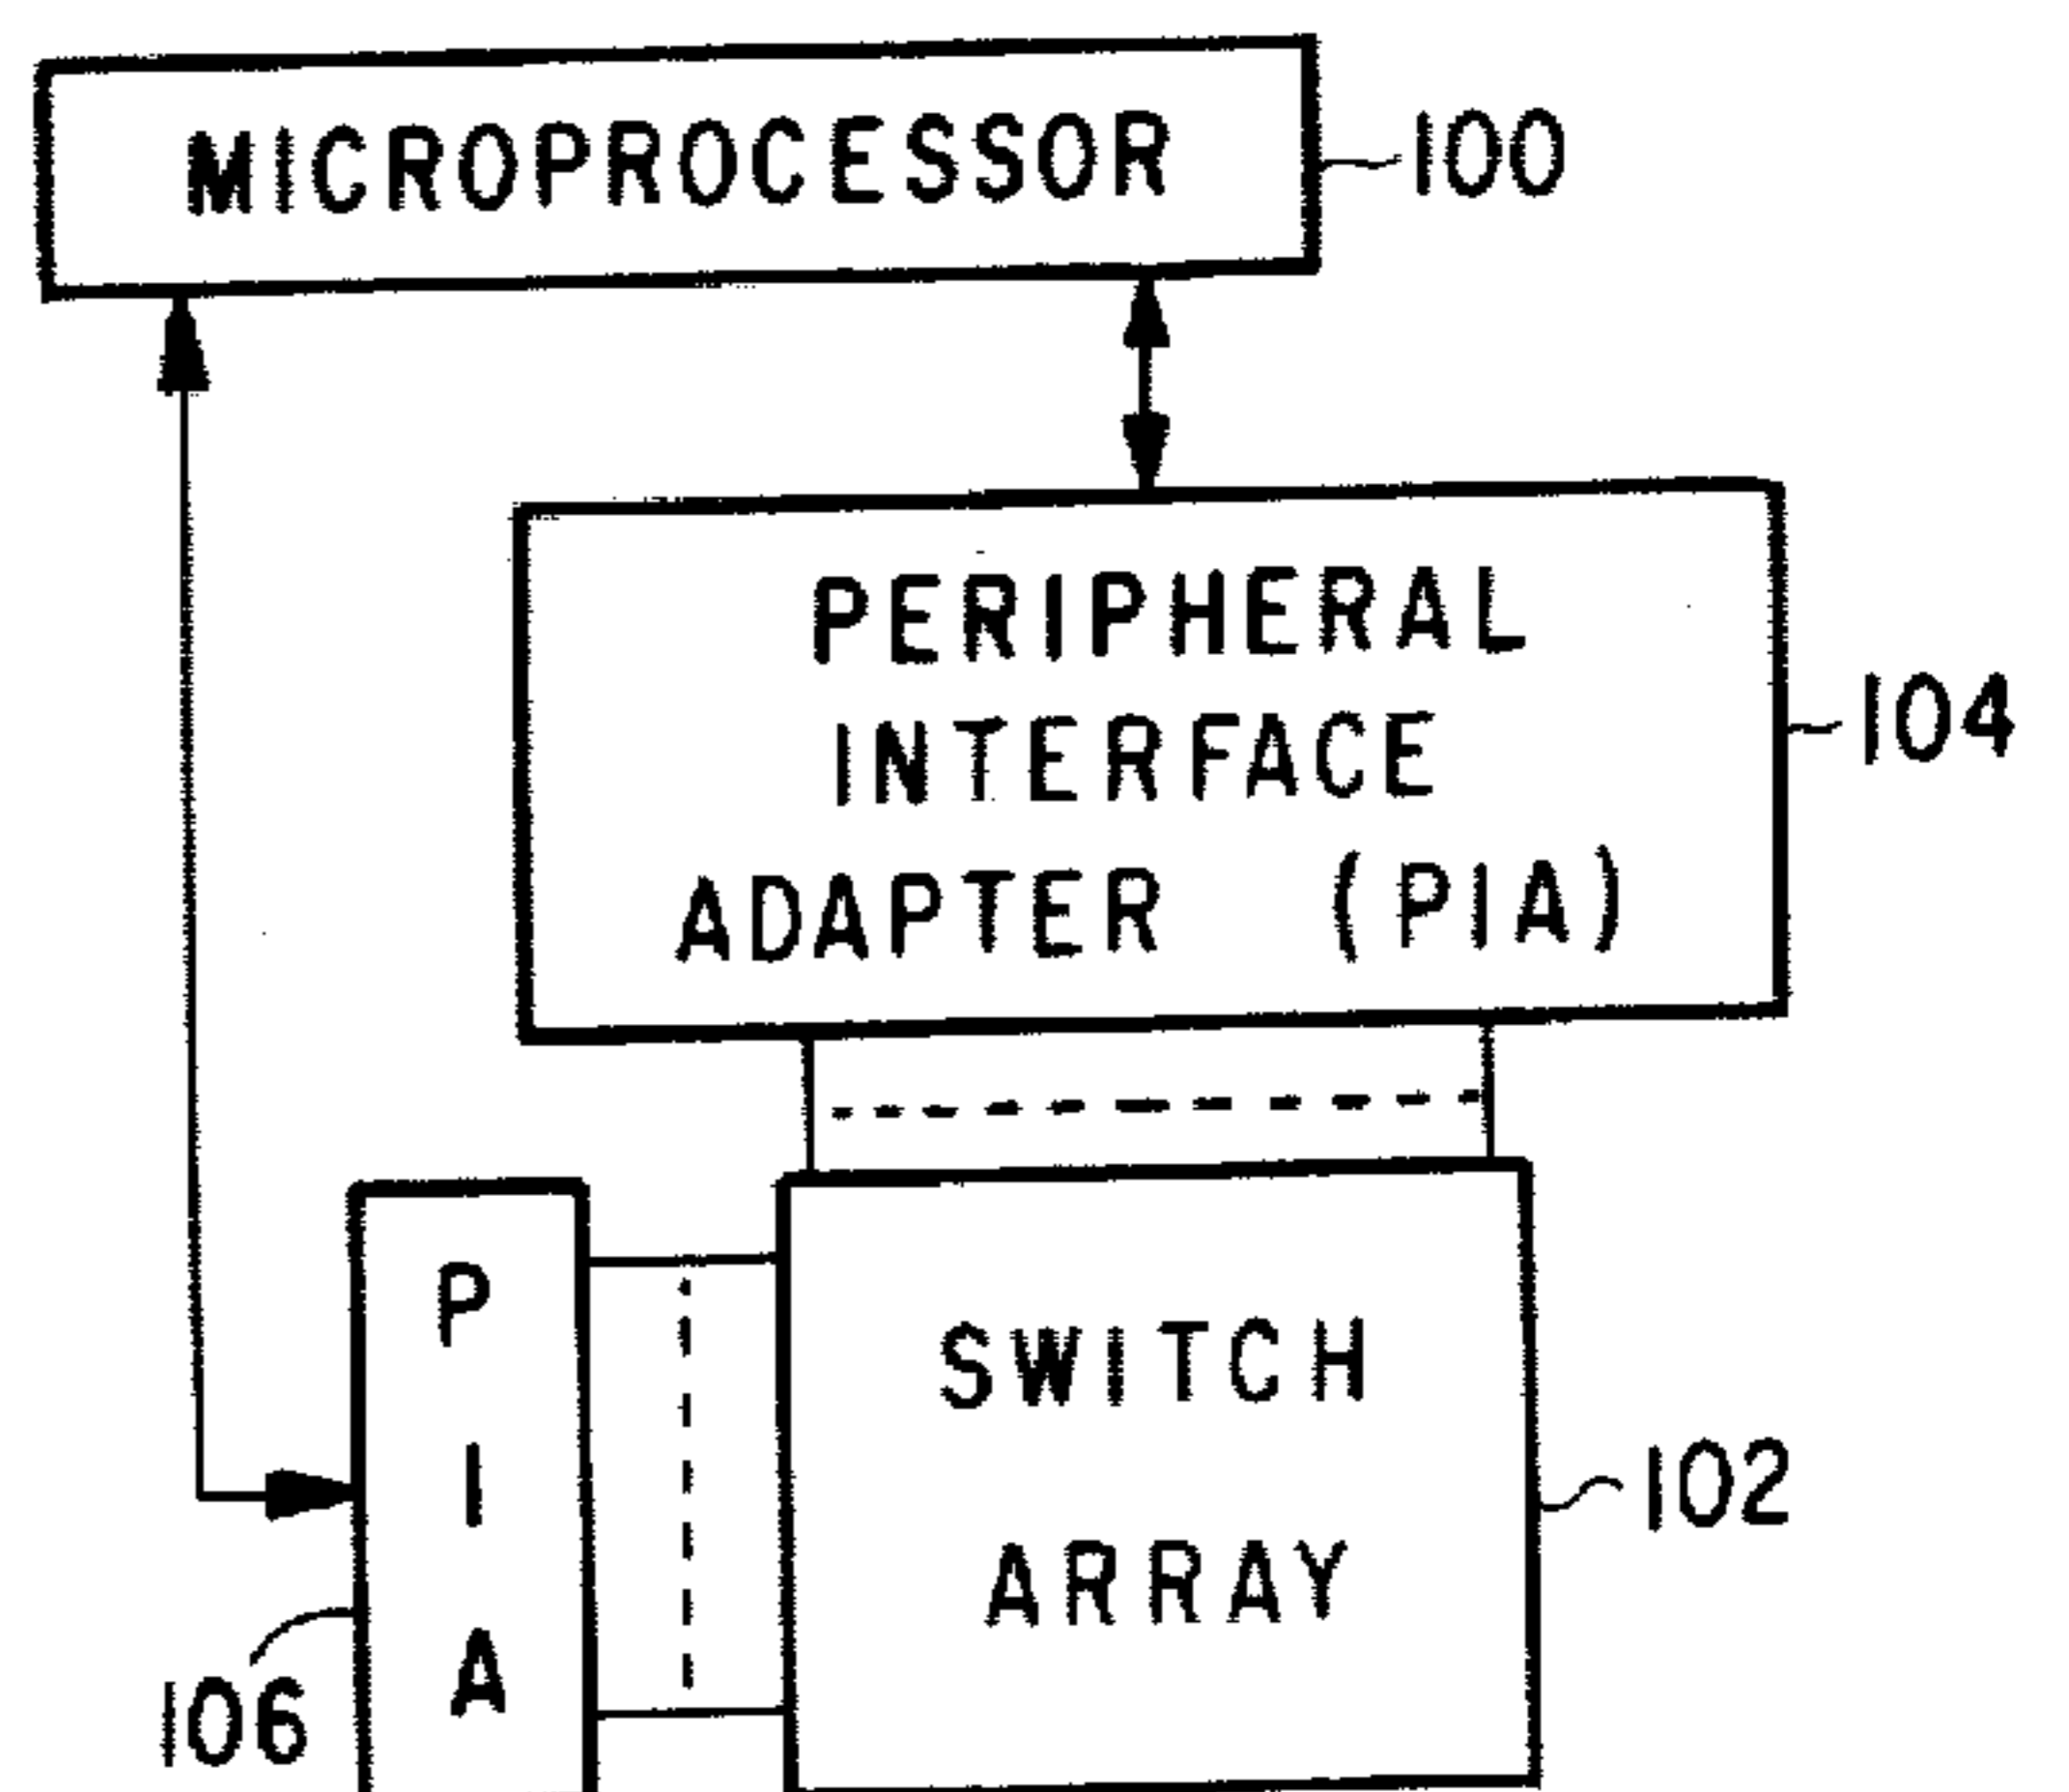 MICROPROCESSOR
100
PERIPHERAL
INTERFACE
ADAPTER (PIA)
104
P
I
A
106
SWITCH
ARRAY
102